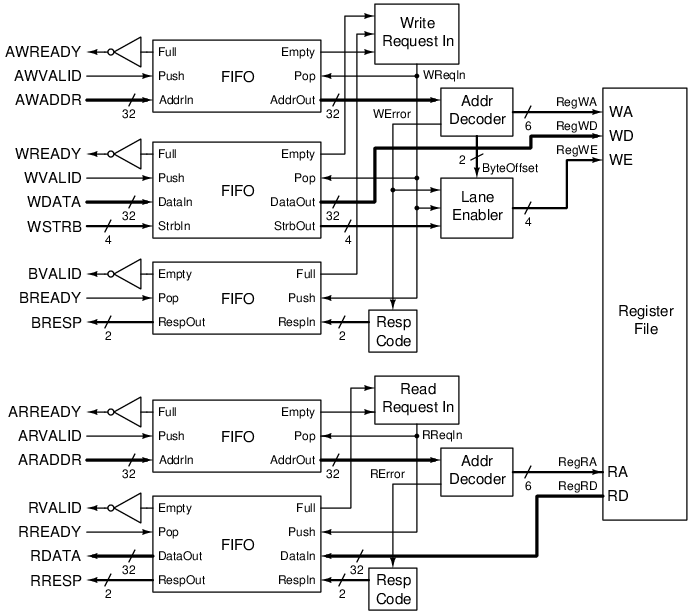 Write
Request In
AWREADY
Full
Empty
AWVALID
Push
FIFO
Pop
WReqIn
AWADDR
32
AddrIn
AddrOut
32
WError
Addr
Decoder
6
RegWA
WA
RegWD
WD
WREADY
Full
Empty
2
ByteOffset
RegWE
WE
WVALID
Push
FIFO
Pop
WDATA
32
DataIn
DataOut
32
Lane
Enabler
4
WSTRB
4
StrbIn
StrbOut
4
BVALID
Empty
Full
BREADY
Pop
FIFO
Push
BRESP
2
RespOut
RespIn
2
Resp
Code
Register
File
Read
Request In
ARREADY
Full
Empty
ARVALID
Push
FIFO
Pop
RReqIn
ARADDR
32
AddrIn
AddrOut
32
RError
Addr
Decoder
6
RegRA
RA
RegRD
RD
RVALID
Empty
Full
RREADY
Pop
FIFO
Push
RDATA
32
DataOut
DataIn
32
RRESP
2
RespOut
RespIn
2
Resp
Code